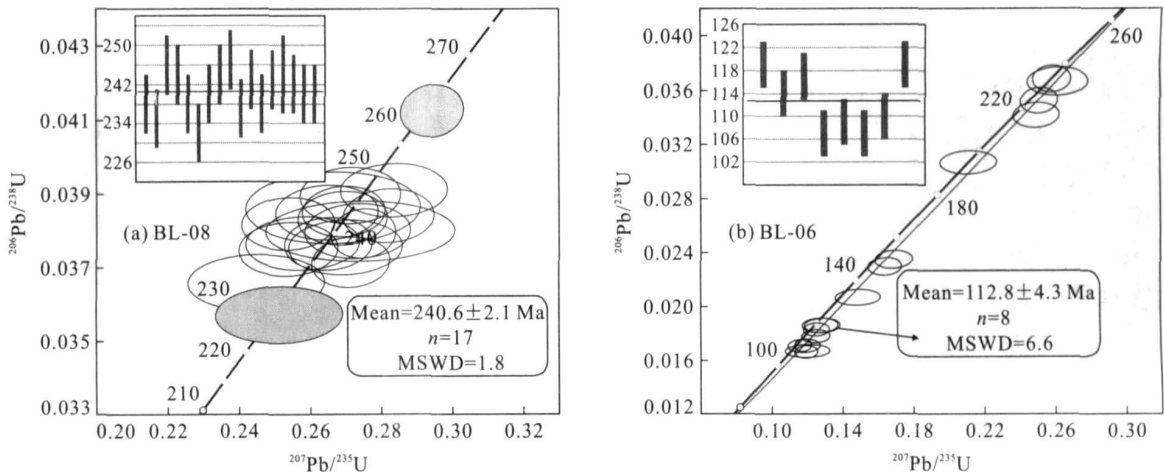 0.043
0.041
0.039
0.037
0.035
0.033
²⁰⁶Pb/²³⁸U
250
242
234
226
270
260
250
240
230
220
210
(a) BL-08
Mean=240.6±2.1 Ma
n=17
MSWD=1.8
0.20 0.22 0.24 0.26 0.28 0.30 0.32
²⁰⁷Pb/²³⁵U
0.040
0.036
0.032
0.028
0.024
0.020
0.016
0.012
²⁰⁶Pb/²³⁸U
126
122
118
114
110
106
102
260
220
180
140
100
(b) BL-06
Mean=112.8±4.3 Ma
n=8
MSWD=6.6
0.10 0.14 0.18 0.22 0.26 0.30
²⁰⁷Pb/²³⁵U